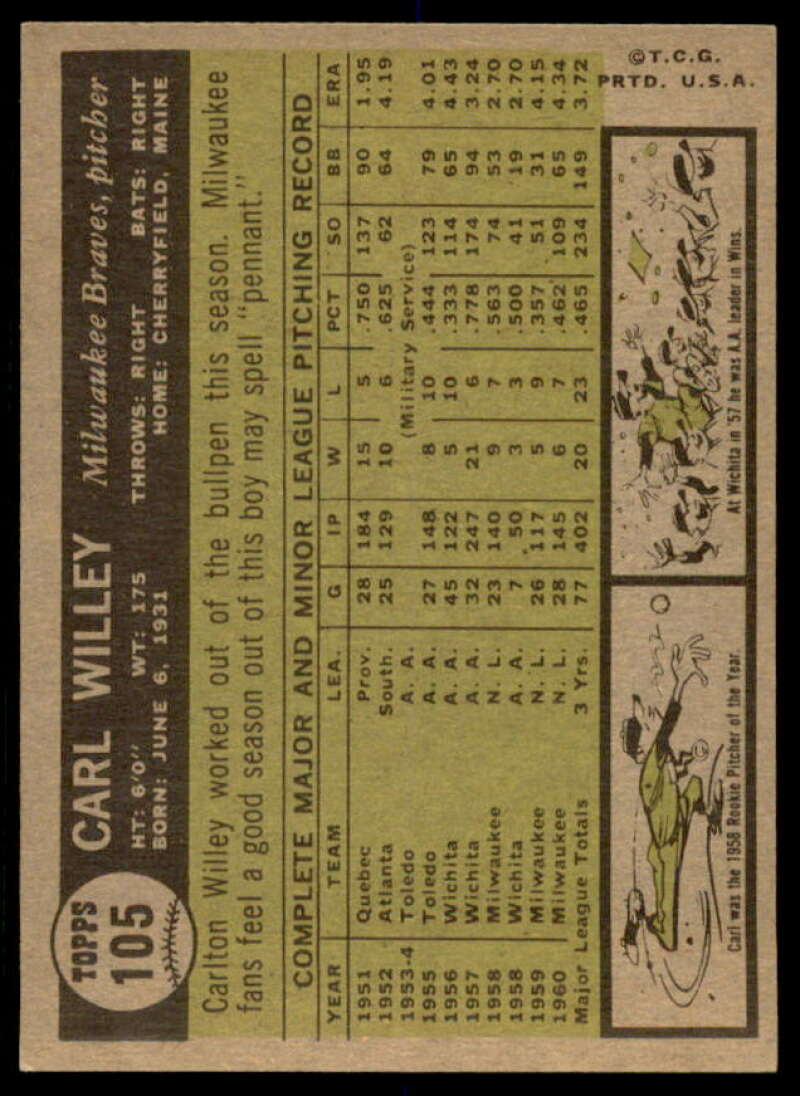 TOPPS
105
CARL WILLEY Milwaukee Braves, pitcher
HT: 6'0" WT: 175 THROWS: RIGHT BATS: RIGHT
BORN: JUNE 6, 1931 HOME: CHERRYFIELD, MAINE
Carlton Willey worked out of the bullpen this season. Milwaukee
fans feel a good season out of this boy may spell "pennant."
COMPLETE MAJOR AND MINOR LEAGUE PITCHING RECORD
YEAR TEAM LEA. G IP W L PCT SO BB ERA
1951 Quebec Prov. 28 184 15 5 .750 137 90 1.95
1952 Atlanta South. 25 129 10 6 .625 62 64 4.19
1953-4 Toledo A. A. (Military Service)
1955 Toledo A. A. 27 148 8 10 .444 123 79 4.01
1956 Wichita A. A. 45 122 5 10 .333 114 65 4.43
1957 Wichita A. A. 32 247 21 6 .778 174 94 3.24
1958 Milwaukee N. L. 23 140 9 7 .563 74 53 2.70
1958 Wichita A. A. 7 50 3 3 .500 41 19 2.70
1959 Milwaukee N. L. 26 117 5 9 .357 51 31 4.15
1960 Milwaukee N. L. 28 145 6 7 .462 109 65 4.34
Major League Totals 3 Yrs. 77 402 20 23 .465 234 149 3.72
Carl was the 1958 Rookie Pitcher of the Year.
At Wichita in '57 he was A.A. leader in Wins.
©T.C.G.
PRTD. U.S.A.